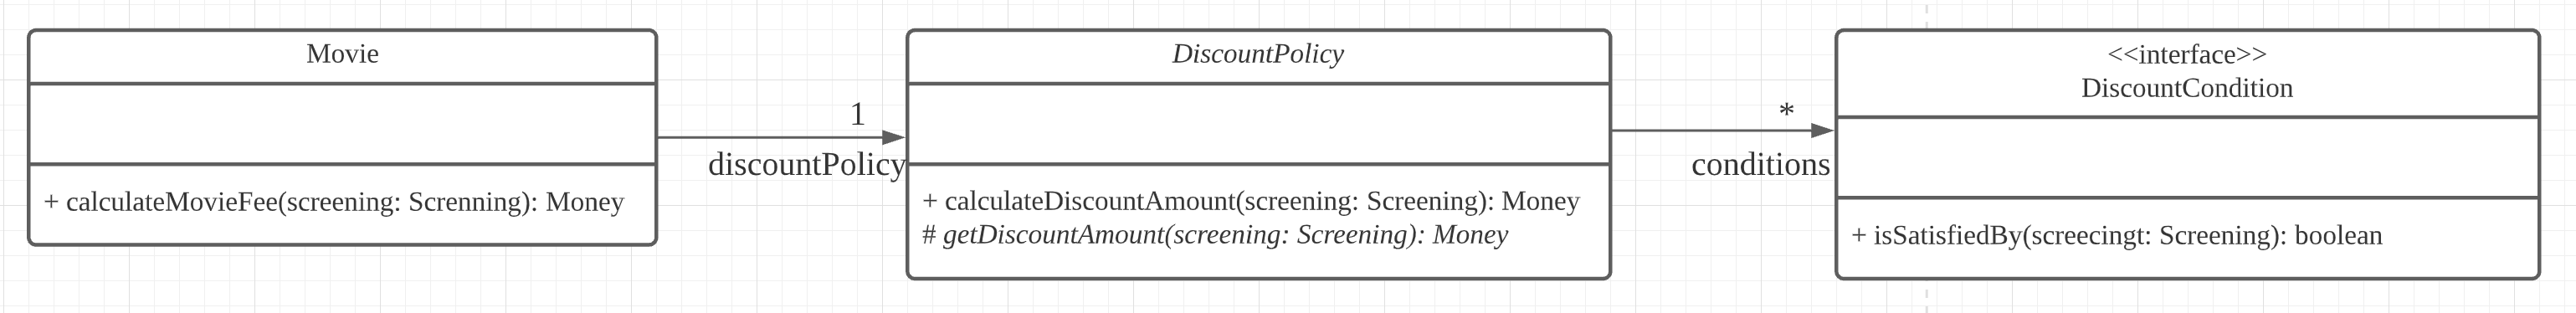 Movie
+ calculateMovieFee(screening: Screnning): Money
1
discountPolicy
DiscountPolicy
+ calculateDiscountAmount(screening: Screening): Money
# getDiscountAmount(screening: Screening): Money
*
conditions
<<interface>>
DiscountCondition
+ isSatisfiedBy(screecingt: Screening): boolean